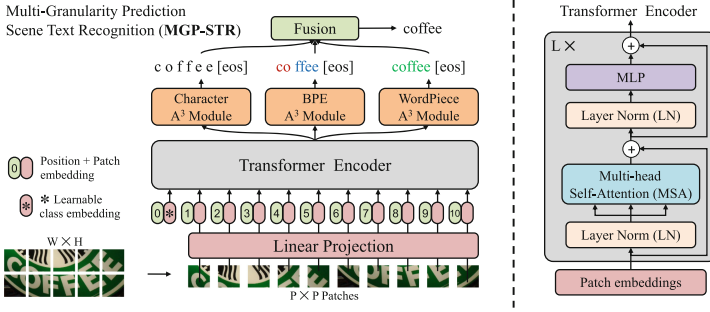 Multi-Granularity Prediction
Scene Text Recognition (MGP-STR)
Fusion
coffee
c o f f e e [eos]
co ffee [eos]
coffee [eos]
Character
A³ Module
BPE
A³ Module
WordPiece
A³ Module
Transformer Encoder
0 Position + Patch
embedding
* * Learnable
class embedding
0 * 1 2 3 4 5 6 7 8 9 10
Linear Projection
W × H
P × P Patches
COFFEE
Transformer Encoder
L ×
+
MLP
Layer Norm (LN)
+
Multi-head
Self-Attention (MSA)
Layer Norm (LN)
Patch embeddings